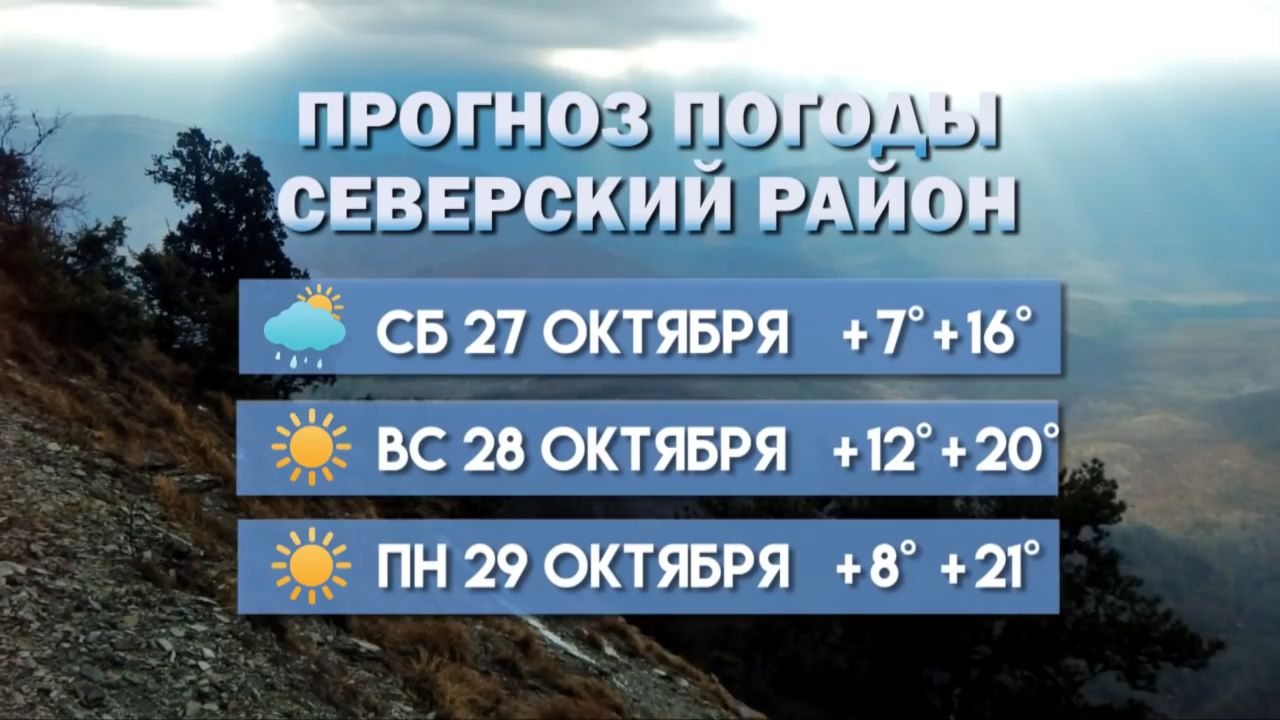 ПРОГНОЗ ПОГОДЫ
СЕВЕРСКИЙ РАЙОН
СБ 27 ОКТЯБРЯ +7° +16°
ВС 28 ОКТЯБРЯ +12° +20°
ПН 29 ОКТЯБРЯ +8° +21°